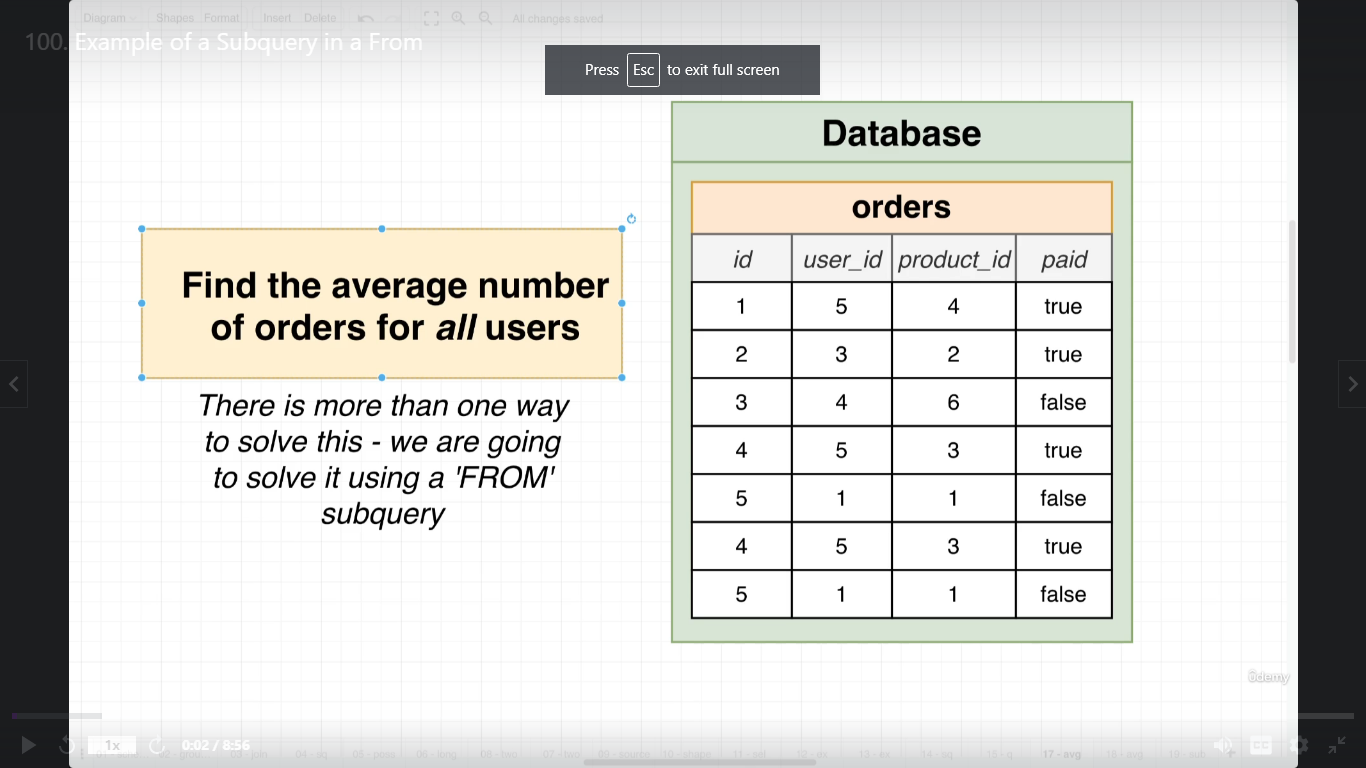 Diagram Shapes Format Insert Delete All changes saved
100. Example of a Subquery in a From
Press Esc to exit full screen
Database
orders
id user_id product_id paid
1 5 4 true
2 3 2 true
3 4 6 false
4 5 3 true
5 1 1 false
4 5 3 true
5 1 1 false
Find the average number
of orders for all users
There is more than one way
to solve this - we are going
to solve it using a 'FROM'
subquery
ûdemy
1x 0:02 / 8:56 CC
17 - avg 18 - avg